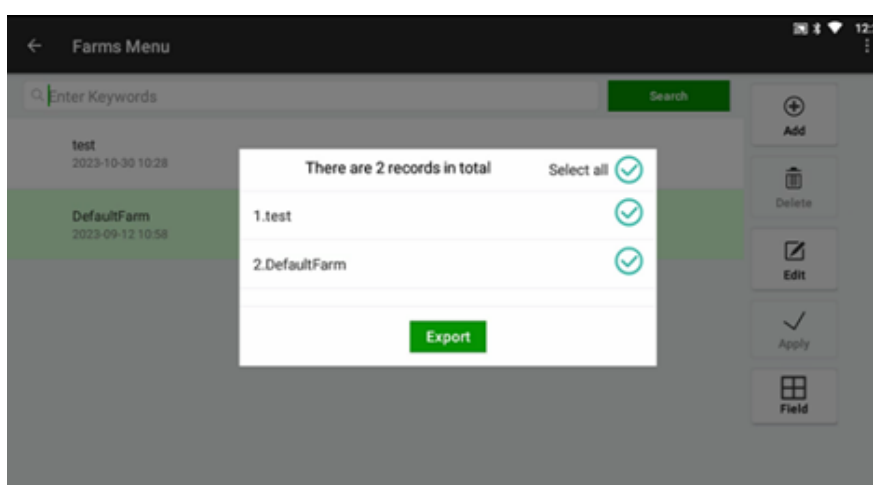 Farms Menu
12:
Enter Keywords
Search
test
2023-10-30 10:28
DefaultFarm
2023-09-12 10:58
There are 2 records in total
Select all
1.test
2.DefaultFarm
Export
Add
Delete
Edit
Apply
Field